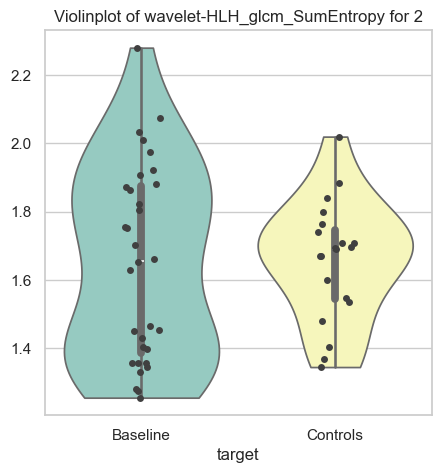 Violinplot of wavelet-HLH_glcm_SumEntropy for 2
2.2
2.0
1.8
1.6
1.4
Baseline
Controls
target